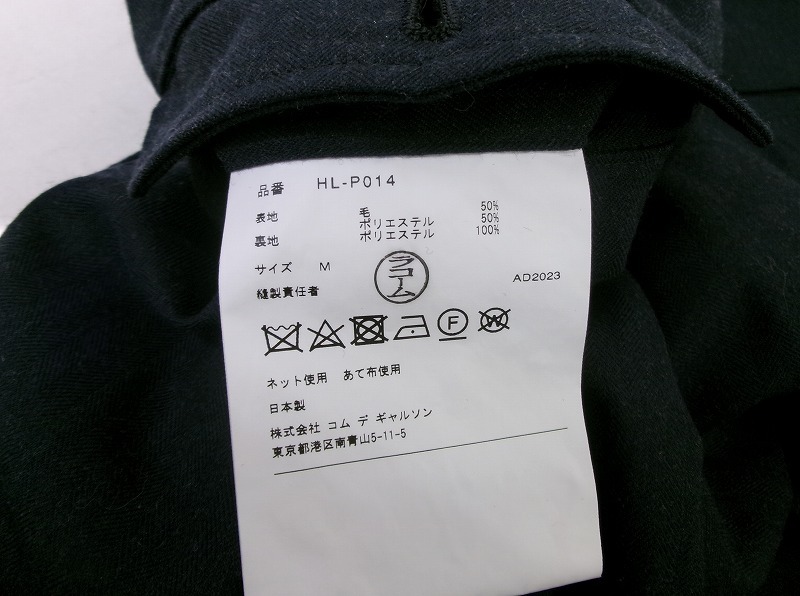 品番 HL-P014
表地 毛 50%
ポリエステル 50%
裏地 ポリエステル 100%
サイズ M
ラコーム
縫製責任者
AD2023
F W
ネット使用 あて布使用
日本製
株式会社 コム デ ギャルソン
東京都港区南青山5-11-5